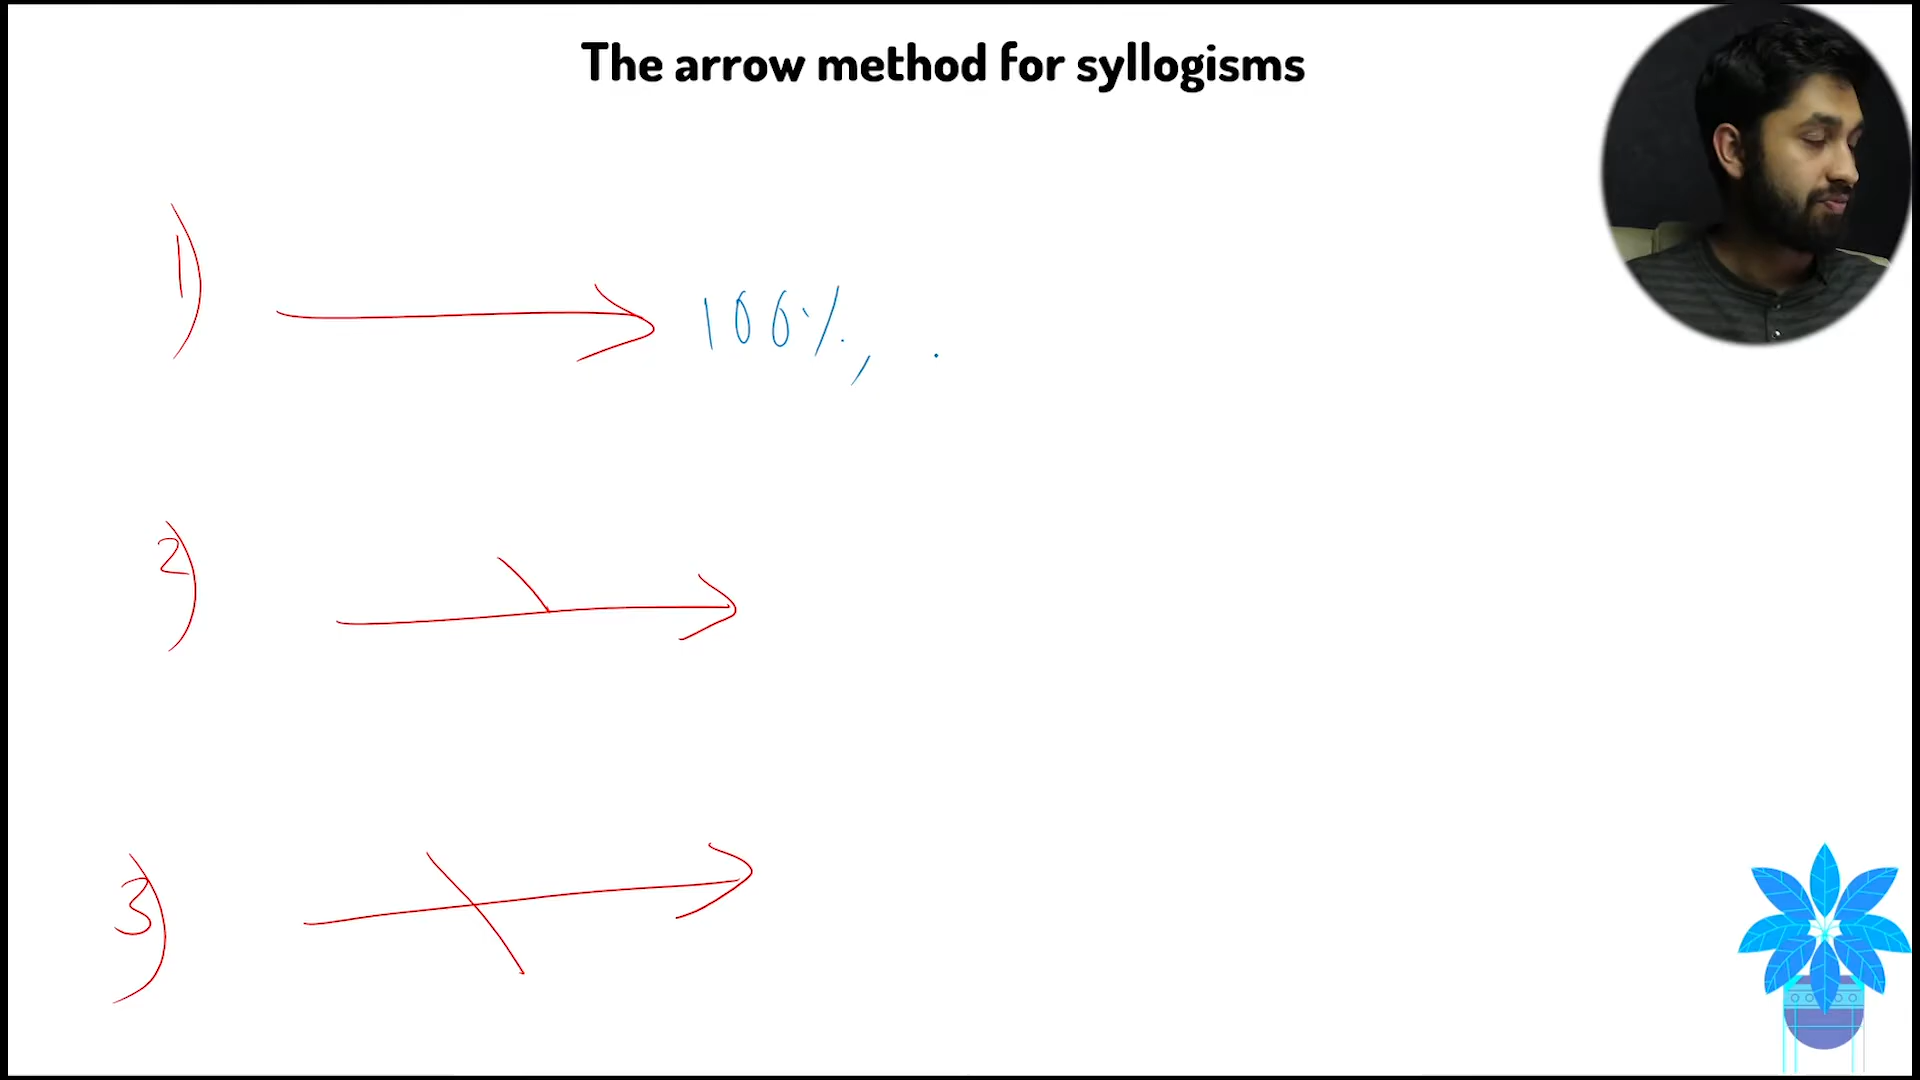 The arrow method for syllogisms
1)
100%,
2)
3)